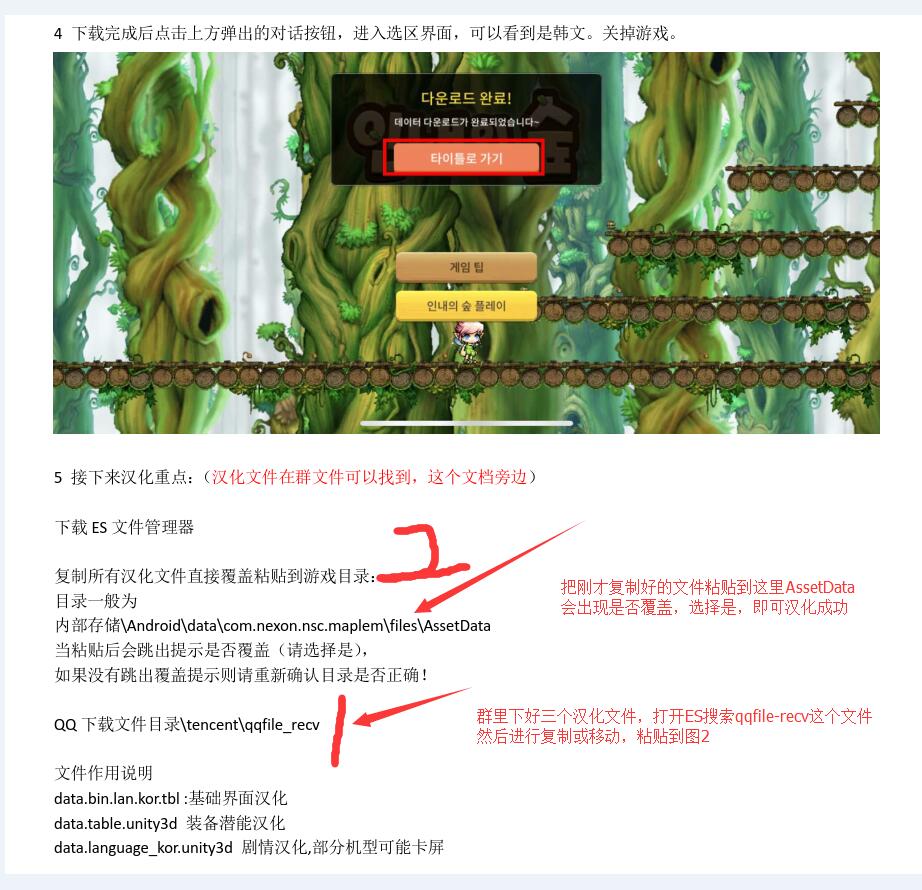 4 下载完成后点击上方弹出的对话按钮，进入选区界面，可以看到是韩文。关掉游戏。
다운로드 완료!
데이터 다운로드가 완료되었습니다~
타이틀로 가기
게임 팁
인내의 숲 플레이
5 接下来汉化重点：（汉化文件在群文件可以找到，这个文档旁边）
下载 ES 文件管理器
复制所有汉化文件直接覆盖粘贴到游戏目录：
2
目录一般为
内部存储\Android\data\com.nexon.nsc.maplem\files\AssetData
当粘贴后会跳出提示是否覆盖（请选择是），
如果没有跳出覆盖提示则请重新确认目录是否正确！
把刚才复制好的文件粘贴到这里AssetData
会出现是否覆盖，选择是，即可汉化成功
QQ 下载文件目录\tencent\qqfile_recv
1
群里下好三个汉化文件，打开ES搜索qqfile-recv这个文件
然后进行复制或移动，粘贴到图2
文件作用说明
data.bin.lan.kor.tbl :基础界面汉化
data.table.unity3d 装备潜能汉化
data.language_kor.unity3d 剧情汉化,部分机型可能卡屏